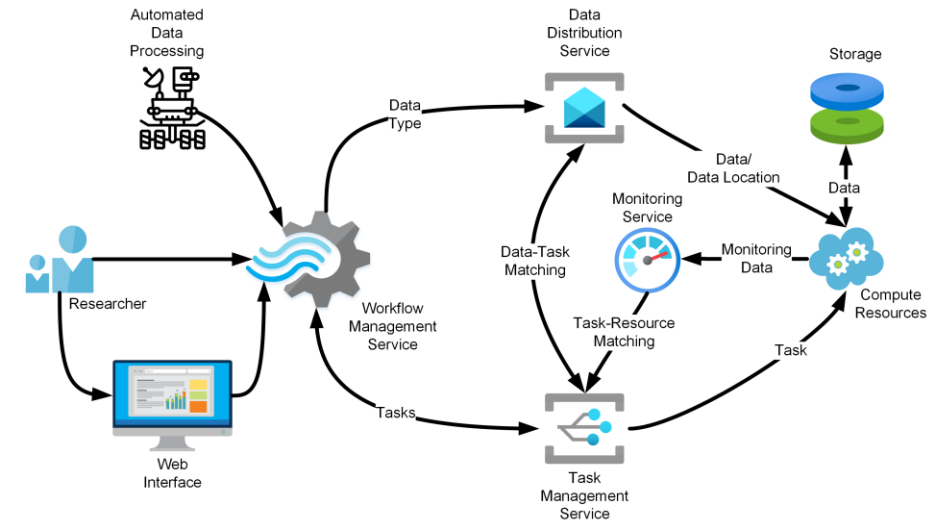 Automated
Data
Processing
Data
Distribution
Service
Storage
Data
Type
Data/
Data Location
Data
Monitoring
Service
Data-Task
Matching
Monitoring
Data
Researcher
Workflow
Management
Service
Compute
Resources
Task-Resource
Matching
Task
Tasks
Web
Interface
Task
Management
Service